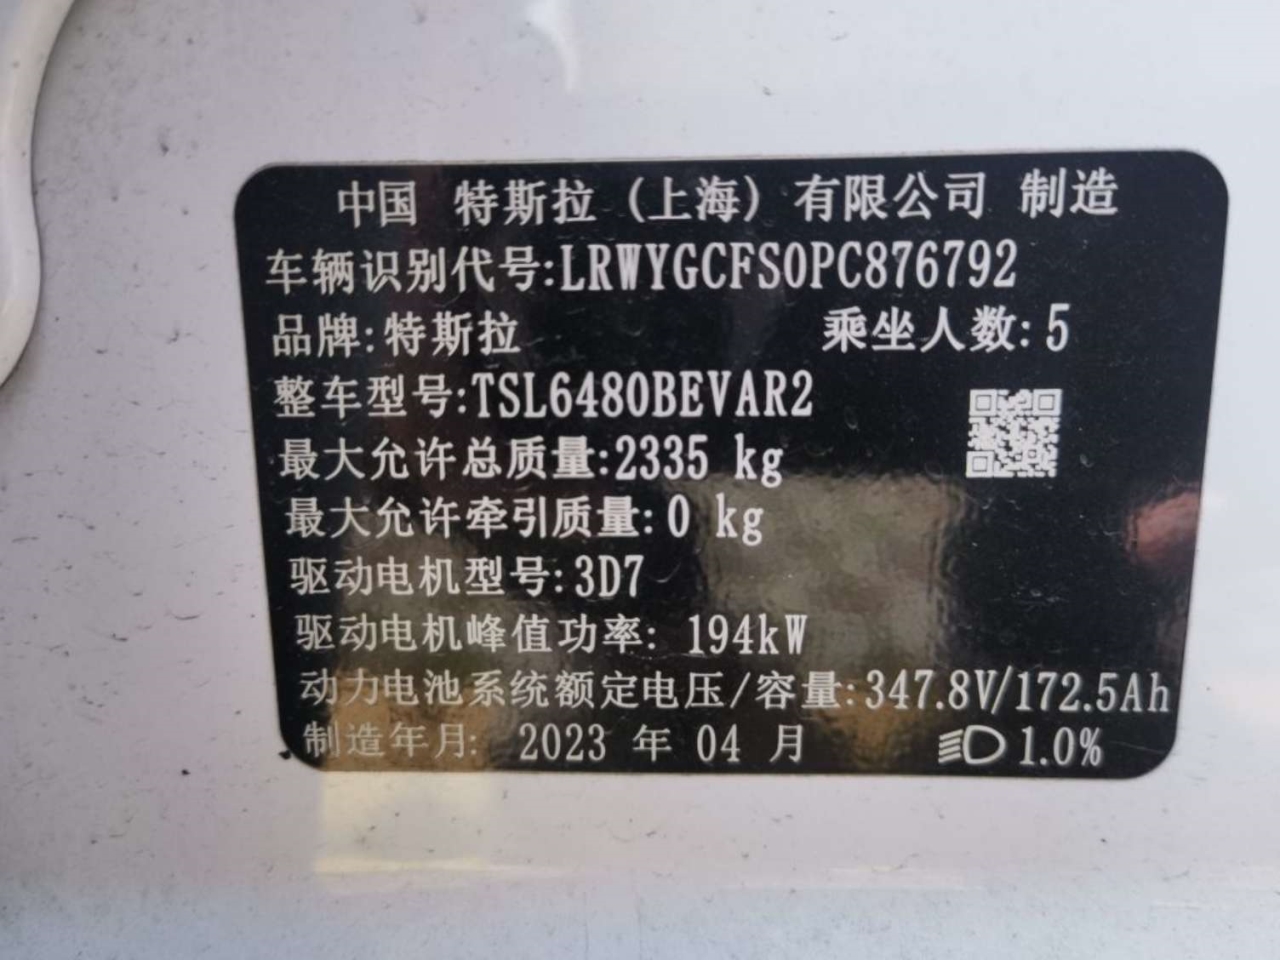 中国 特斯拉 (上海) 有限公司 制造
车辆识别代号:LRWYGCFS0PC876792
品牌:特斯拉 乘坐人数:5
整车型号:TSL6480BEVAR2
最大允许总质量:2335 kg
最大允许牵引质量:0 kg
驱动电机型号:3D7
驱动电机峰值功率: 194kW
动力电池系统额定电压/容量:347.8V/172.5Ah
制造年月: 2023 年 04 月 1.0%